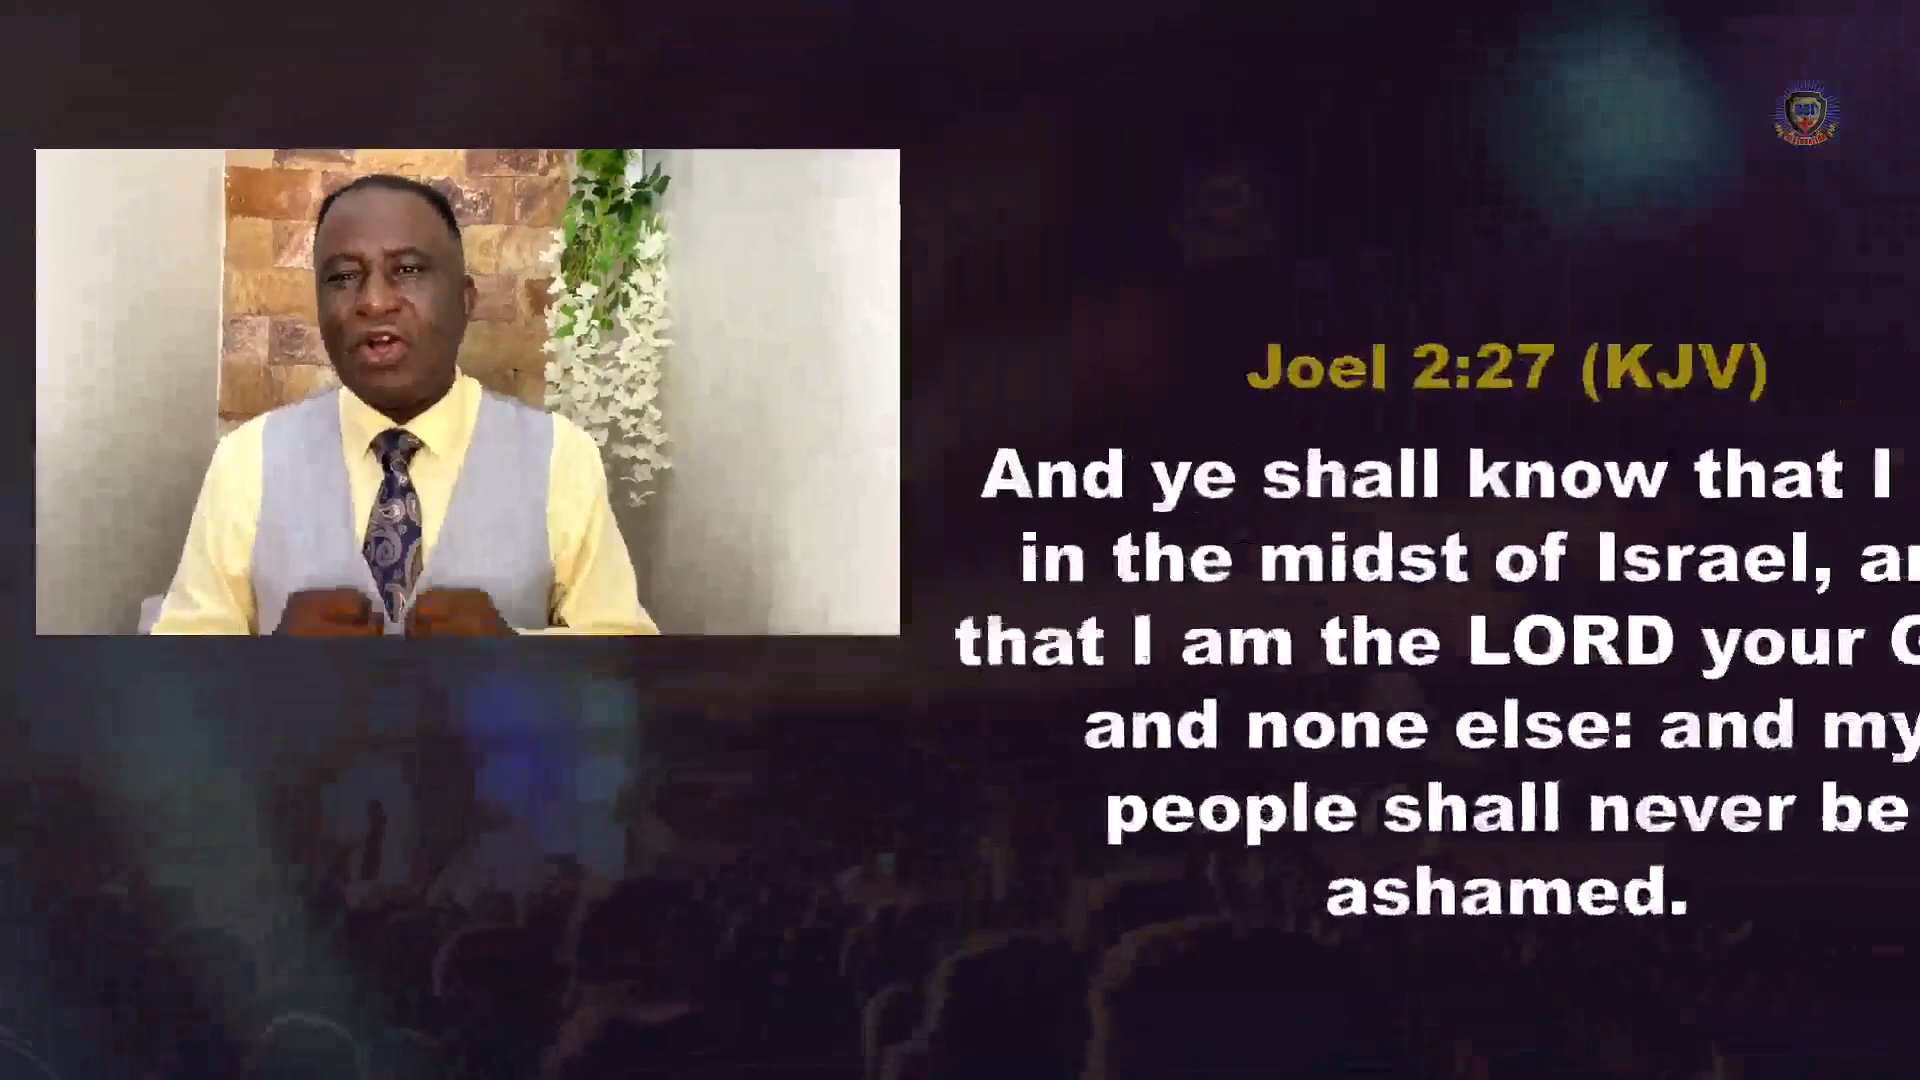 Joel 2:27 (KJV)
And ye shall know that I
in the midst of Israel,
that I am the LORD your
and none else: and my
people shall never be
ashamed.